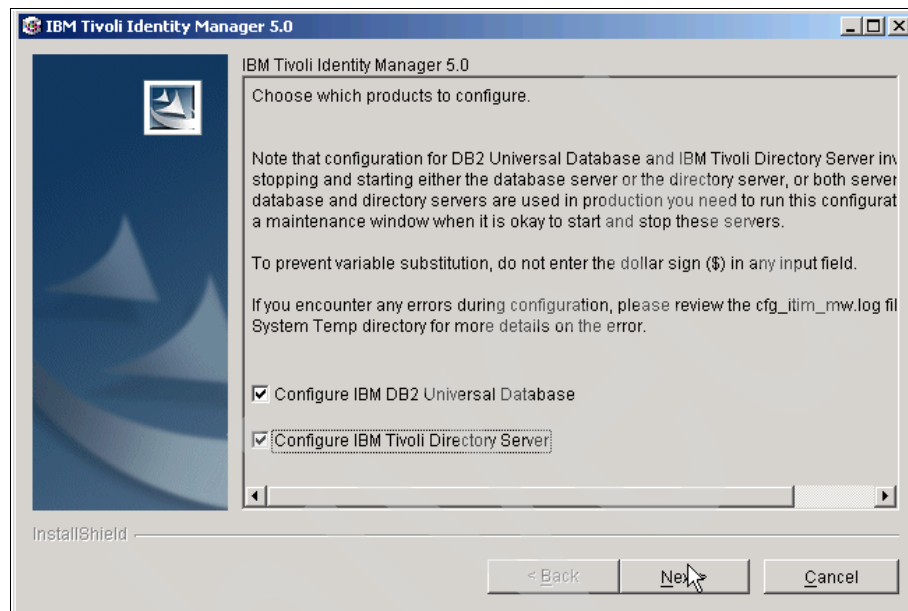 IBM Tivoli Identity Manager 5.0
IBM Tivoli Identity Manager 5.0
Choose which products to configure.
Note that configuration for DB2 Universal Database and IBM Tivoli Directory Server
stopping and starting either the database server or the directory server, or both server
database and directory servers are used in production you need to run this
a maintenance window when it is okay to start and stop these servers.
To prevent variable substitution, do not enter the dollar sign ($) in any input field.
If you encounter any errors during configuration, please review the cfg_itim_mw.log
System Temp directory for more details on the error.
Configure IBM DB2 Universal Database
Configure IBM Tivoli Directory Server
InstallShield
< Back
Next >
Cancel